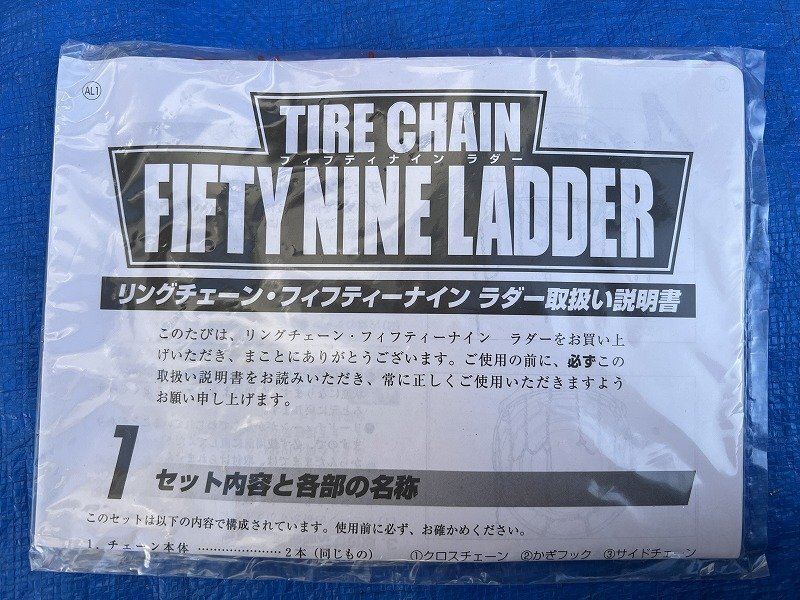 AL1
TIRE CHAIN
フィフティナイン ラダー
FIFTY NINE LADDER
リングチェーン・フィフティーナイン ラダー取扱い説明書
このたびは、リングチェーン・フィフティーナイン ラダーをお買い上
げいただき、まことにありがとうございます。ご使用の前に、必ずこの
取扱い説明書をお読みいただき、常に正しくご使用いただきますよう
お願い申し上げます。
1 セット内容と各部の名称
このセットは以下の内容で構成されています。使用前に必ず、お確かめください。
1. チェーン本体 …………………2本(同じもの) ①クロスチェーン ②かぎフック ③サイドチェーン